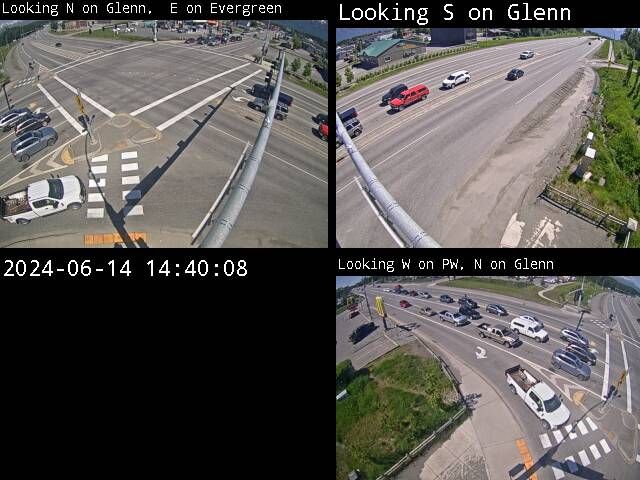 Looking N on Glenn,  E on Evergreen
Looking S on Glenn
2024-06-14 14:40:08
Looking W on PW, N on Glenn